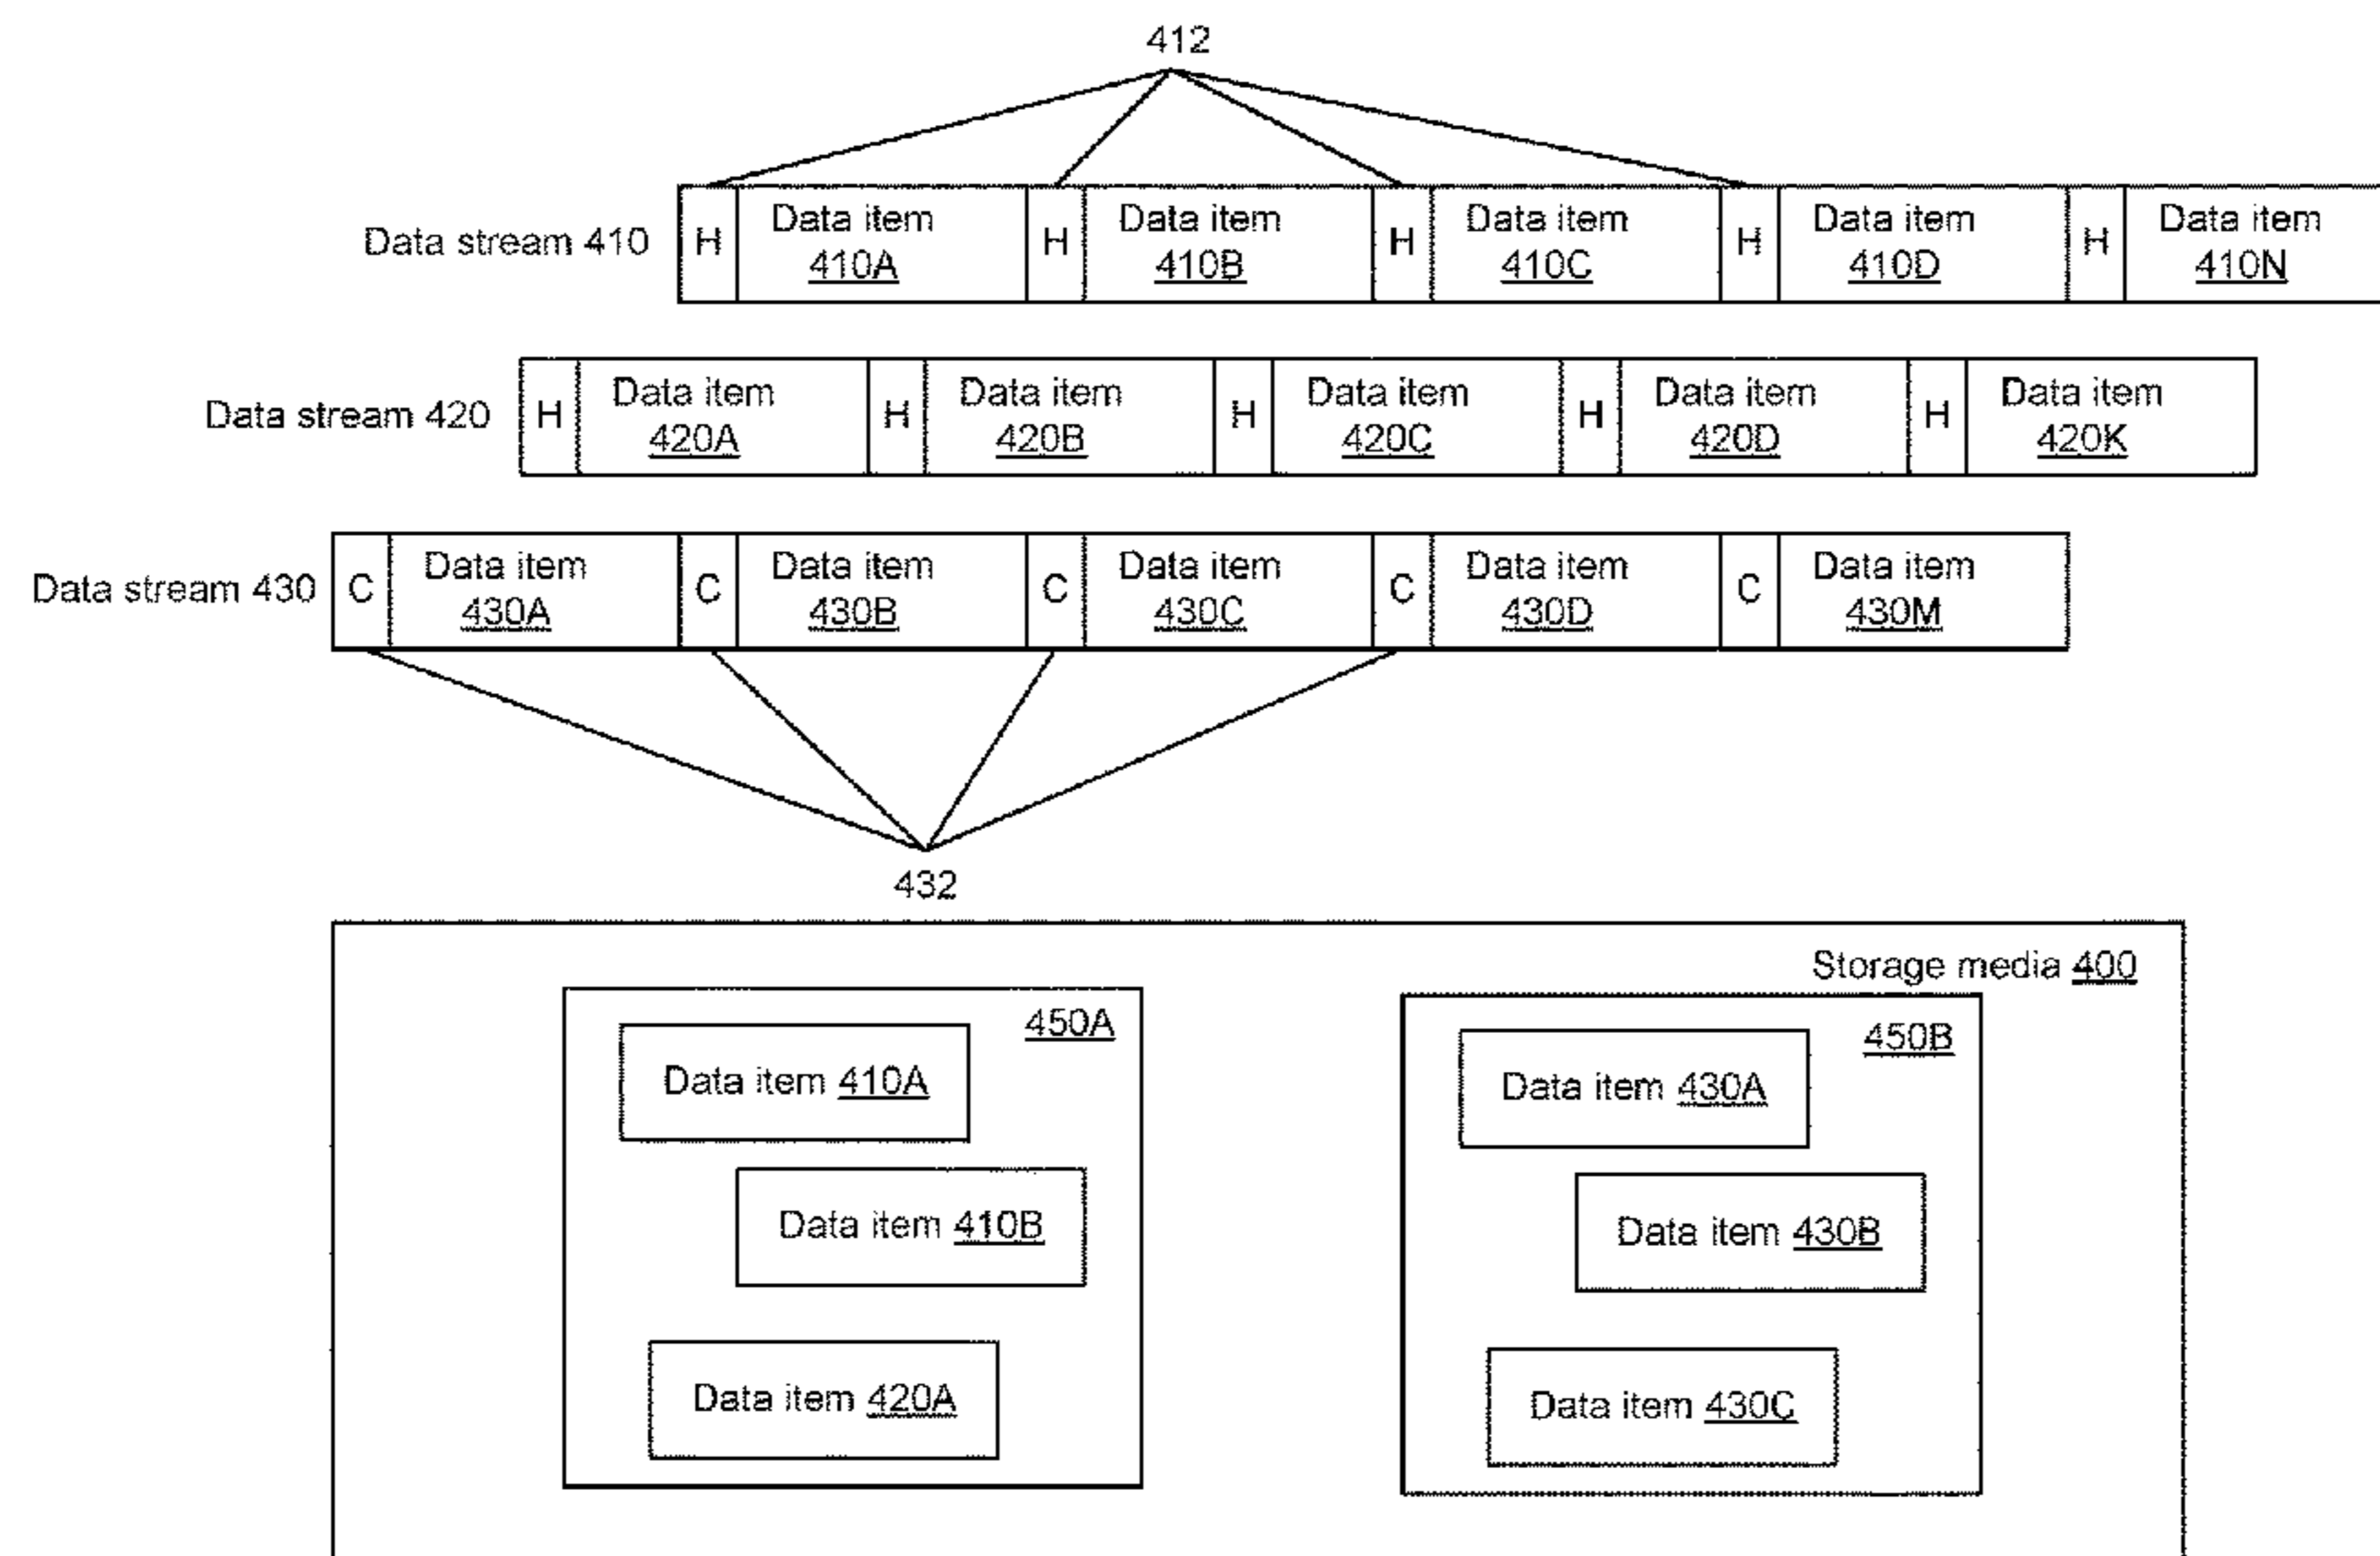 412
Data stream 410 H Data item 410A H Data item 410B H Data item 410C H Data item 410D H Data item 410N
Data stream 420 H Data item 420A H Data item 420B H Data item 420C H Data item 420D H Data item 420K
Data stream 430 C Data item 430A C Data item 430B C Data item 430C C Data item 430D C Data item 430M
432
Storage media 400
450A
Data item 410A
Data item 410B
Data item 420A
450B
Data item 430A
Data item 430B
Data item 430C